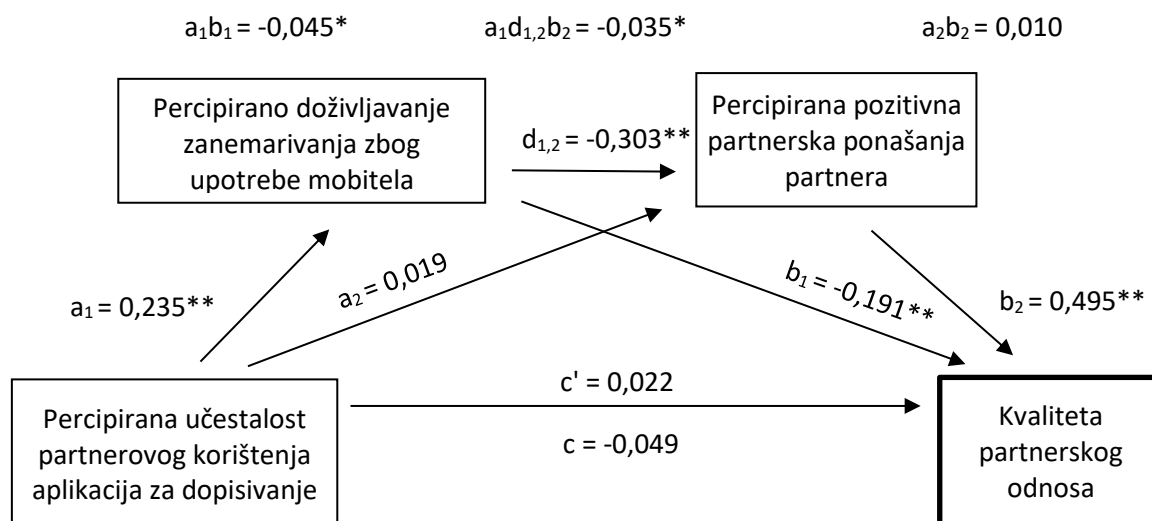 a₁b₁ = -0,045*
a₁d₁,₂b₂ = -0,035*
a₂b₂ = 0,010
Percipirano doživljavanje
zanemarivanja zbog
upotrebe mobitela
d₁,₂ = -0,303**
Percipirana pozitivna
partnerska ponašanja
partnera
a₁ = 0,235**
a₂ = 0,019
b₁ = -0,191**
b₂ = 0,495**
Percipirana učestalost
partnerovog korištenja
aplikacija za dopisivanje
c' = 0,022
c = -0,049
Kvaliteta
partnerskog
odnosa